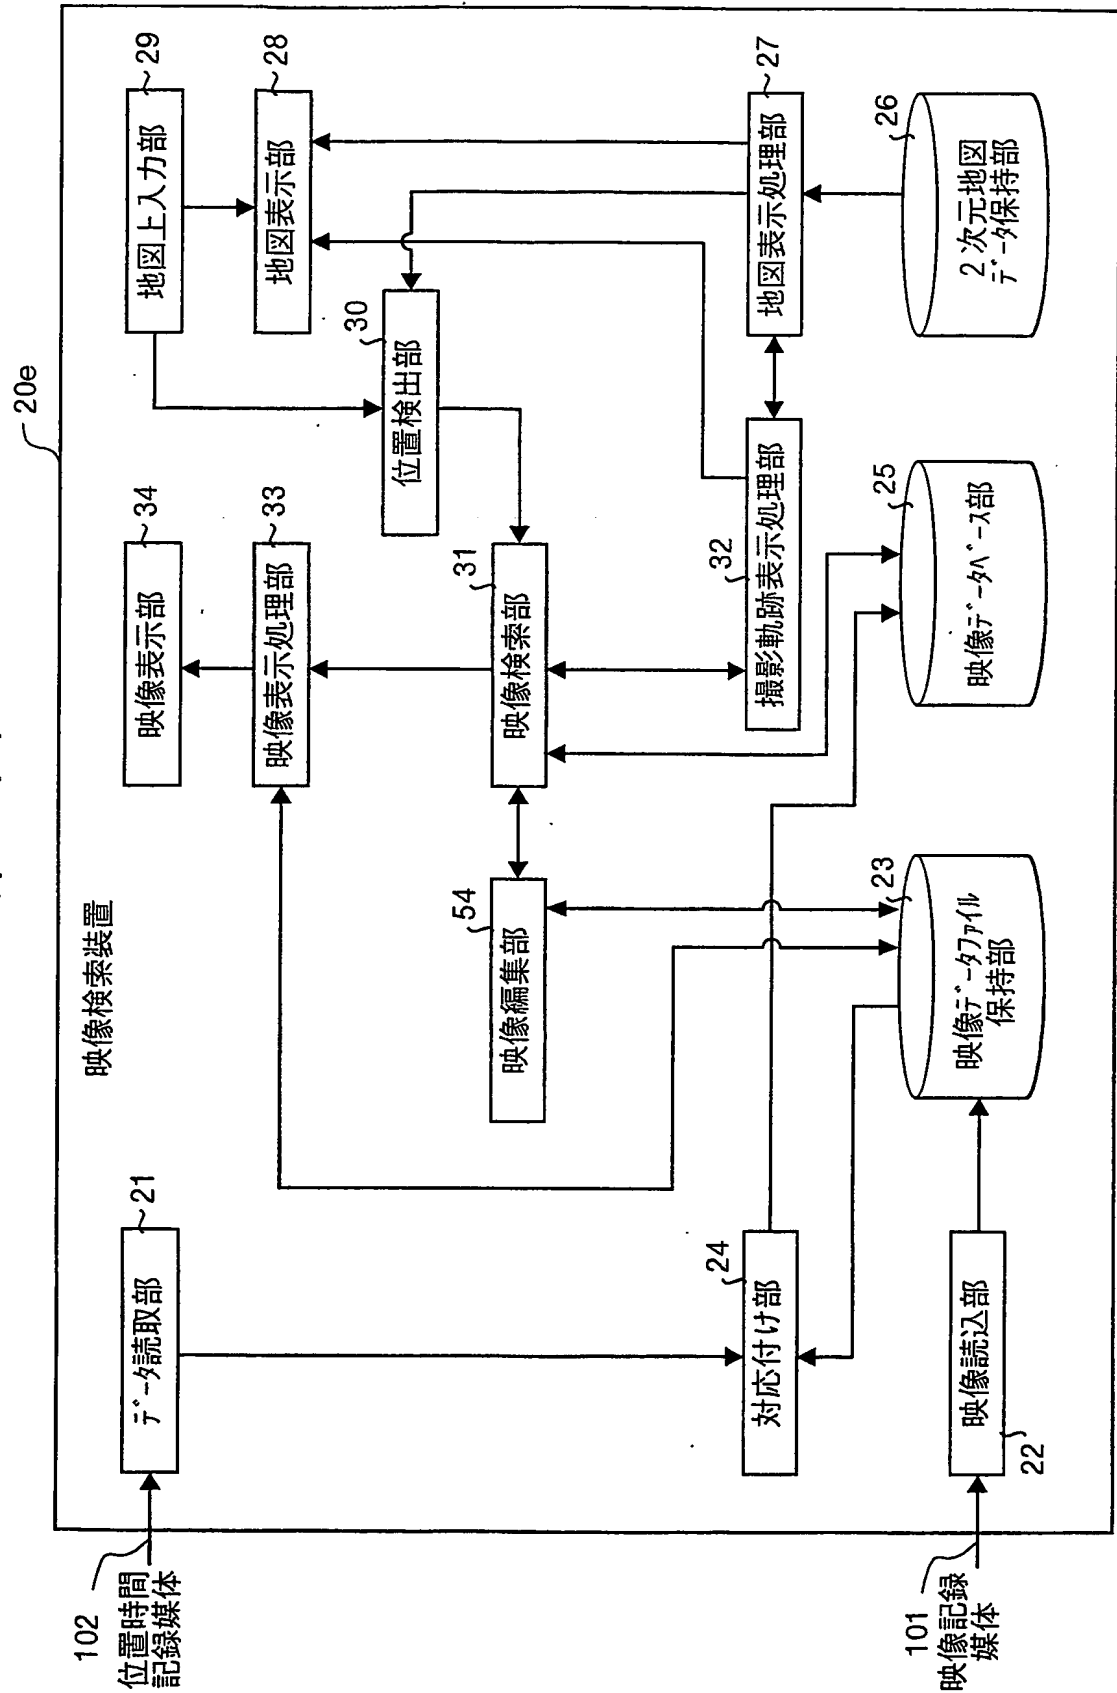 20e
映像検索装置
102
位置時間
記録媒体
データ読取部
21
映像表示部
34
地図上入力部
29
映像表示処理部
33
地図表示部
28
位置検出部
30
映像編集部
54
映像検索部
31
対応付け部
24
撮影軌跡表示処理部
32
地図表示処理部
27
101
映像記録
媒体
映像読込部
22
映像データファイル
保持部
23
映像データベース部
25
2次元地図
データ保持部
26